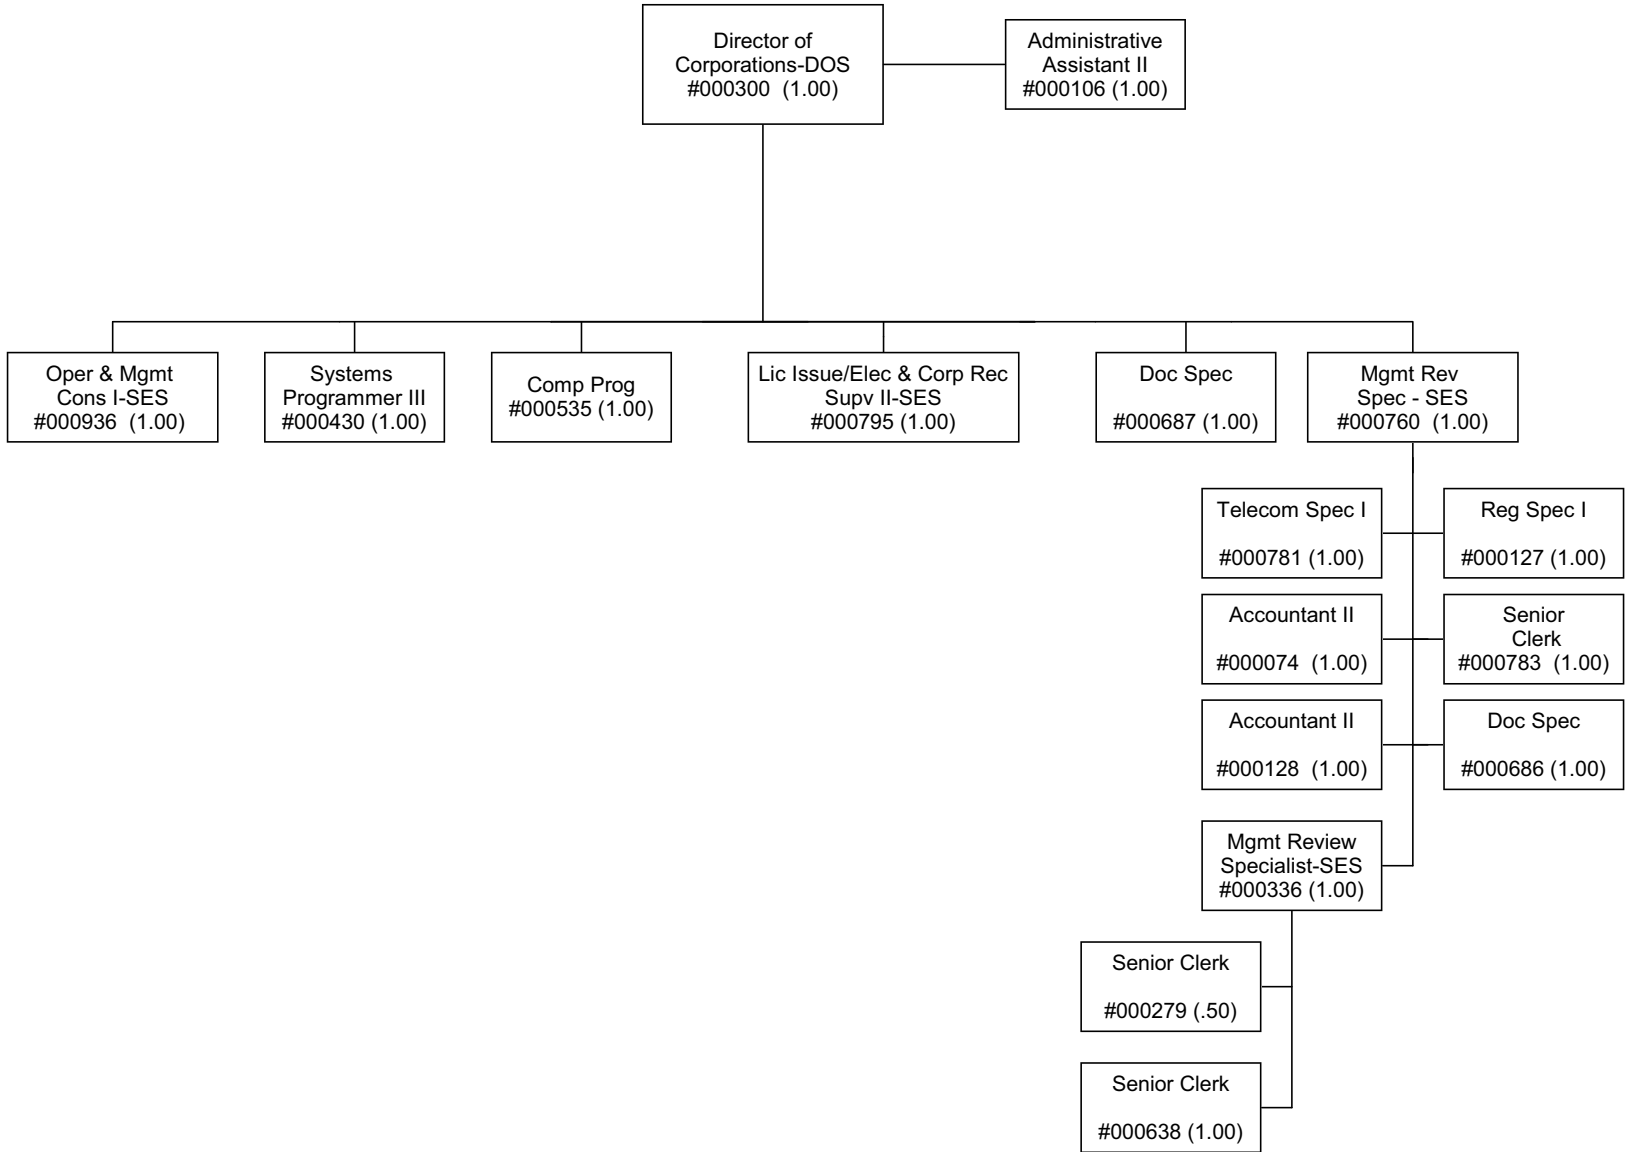 Director of
Corporations-DOS
#000300  (1.00)
Administrative
Assistant II
#000106 (1.00)
Oper & Mgmt
Cons I-SES
#000936  (1.00)
Systems
Programmer III
#000430 (1.00)
Comp Prog
#000535 (1.00)
Lic Issue/Elec & Corp Rec
Supv II-SES
#000795 (1.00)
Doc Spec
#000687 (1.00)
Mgmt Rev
Spec - SES
#000760  (1.00)
Telecom Spec I
#000781 (1.00)
Reg Spec I
#000127 (1.00)
Accountant II
#000074  (1.00)
Senior
Clerk
#000783  (1.00)
Accountant II
#000128  (1.00)
Doc Spec
#000686 (1.00)
Mgmt Review
Specialist-SES
#000336 (1.00)
Senior Clerk
#000279 (.50)
Senior Clerk
#000638 (1.00)